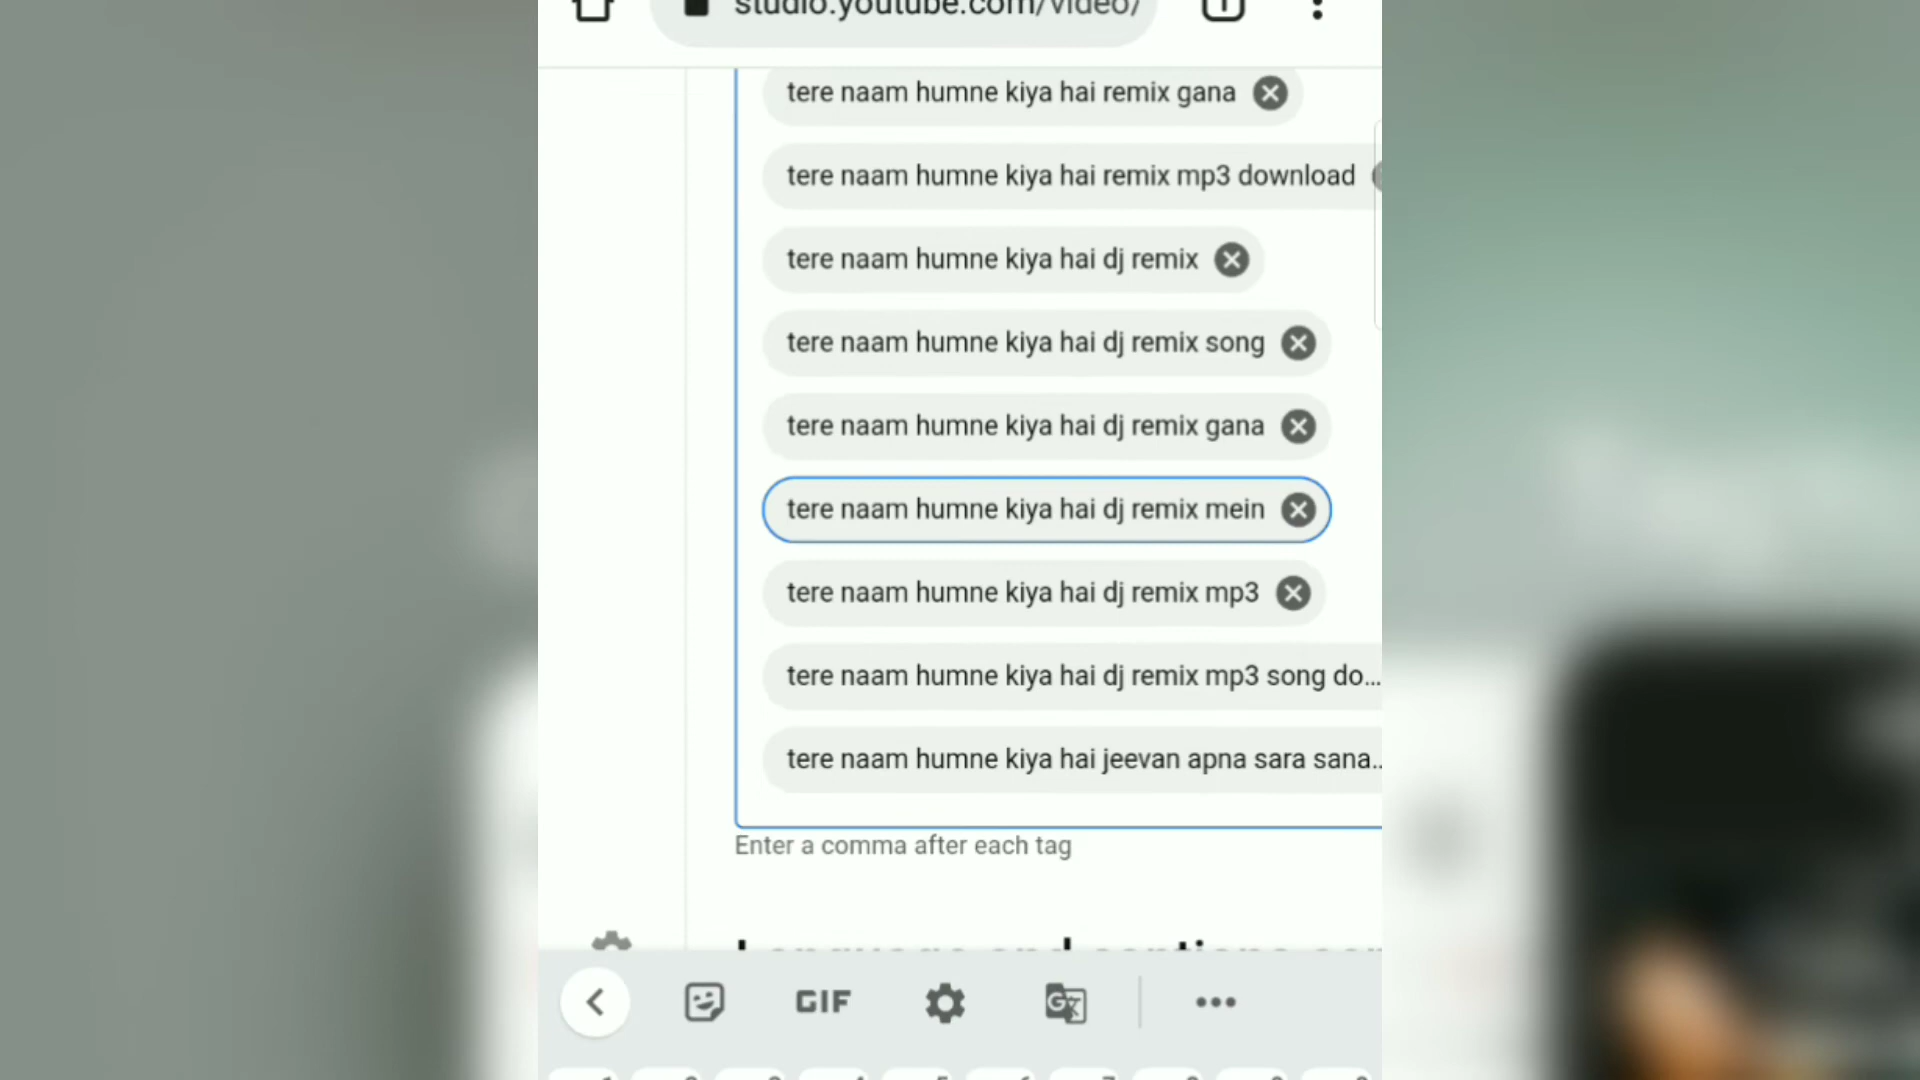 studio.youtube.com/video/
tere naam humne kiya hai remix gana
tere naam humne kiya hai remix mp3 download
tere naam humne kiya hai dj remix
tere naam humne kiya hai dj remix song
tere naam humne kiya hai dj remix gana
tere naam humne kiya hai dj remix mein
tere naam humne kiya hai dj remix mp3
tere naam humne kiya hai dj remix mp3 song do...
tere naam humne kiya hai jeevan apna sara sana..
Enter a comma after each tag
GIF